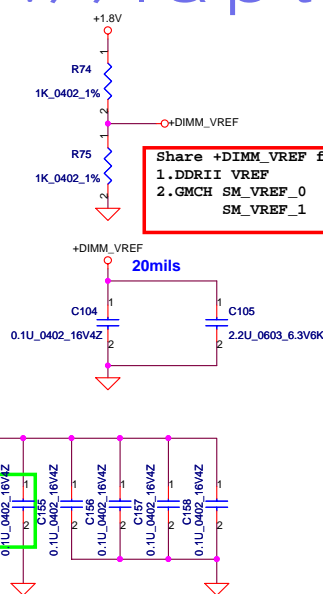 +1.8V
1
R74
1K_0402_1%
2
+DIMM_VREF
1
R75
1K_0402_1%
2
Share +DIMM_VREF f
1.DDRII VREF
2.GMCH SM_VREF_0
SM_VREF_1
+DIMM_VREF
20mils
1
C104
0.1U_0402_16V4Z
2
1
C105
2.2U_0603_6.3V6K
2
1
2
0.1U_0402_16V4Z
C155
1
2
0.1U_0402_16V4Z
C156
1
2
0.1U_0402_16V4Z
C157
1
2
0.1U_0402_16V4Z
C158
1
2
0.1U_0402_16V4Z